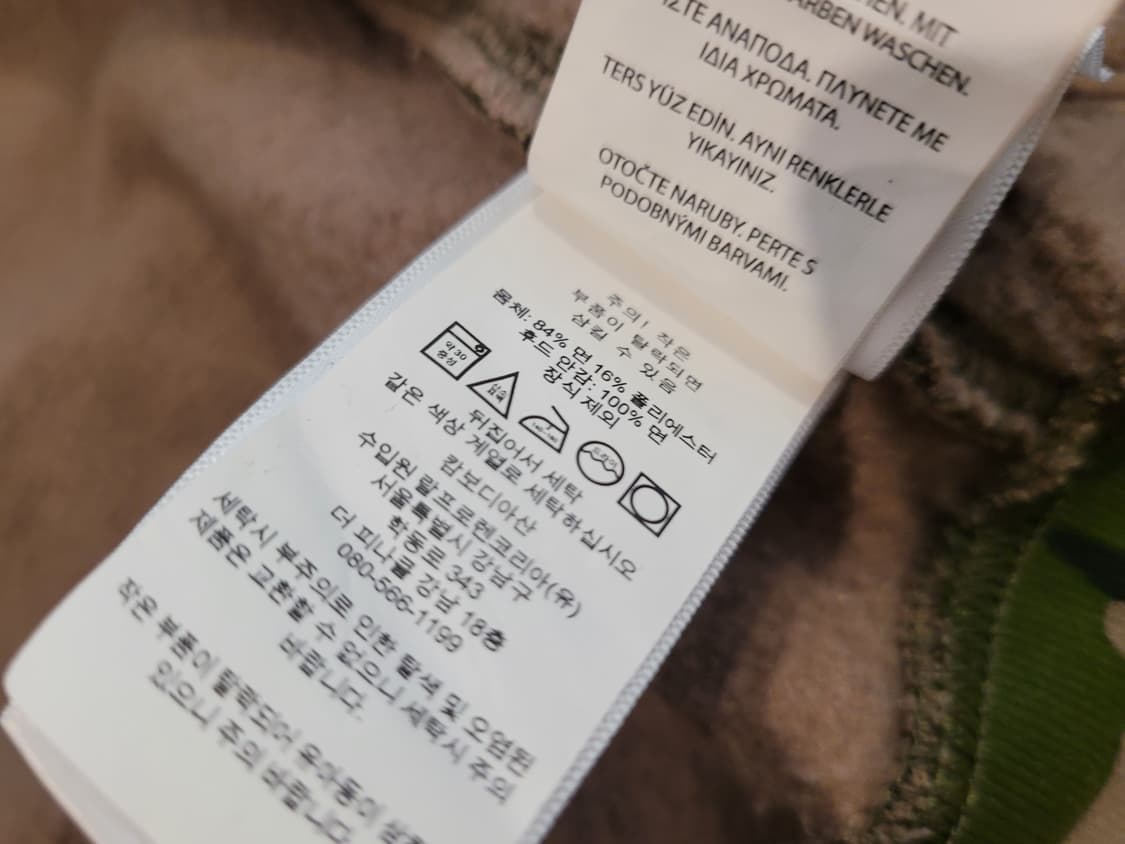 MIT
FARBEN WASCHEN.
ΑΝΑΠΟΔΑ. ΠΛΥΝΕΤΕ ΜΕ
ΙΔΙΑ ΧΡΩΜΑΤΑ.
TERS YÜZ EDİN. AYNI RENKLERLE
YIKAYINIZ.
OTOČTE NARUBY. PERTE S
PODOBNÝMI BARVAMI.
주의! 작은
부품이 탈락되면
삼킬 수 있음
몸체: 84% 면 16% 폴리에스터
후드 안감: 100% 면
장식 제외
약 30
중성
뒤집어서 세탁
같은 색상 계열로 세탁하십시오
캄보디아산
수입원 랄프로렌코리아(유)
서울특별시 강남구
학동로 343
더 피나클 강남 18층
080-566-1199
세탁시 부주의로 인한 탈색 및 오염된
제품은 교환할 수 없으니 세탁시 주의
바랍니다.
작은 부품이 탈락되어 유아동이
있으니 주의 바랍니다.